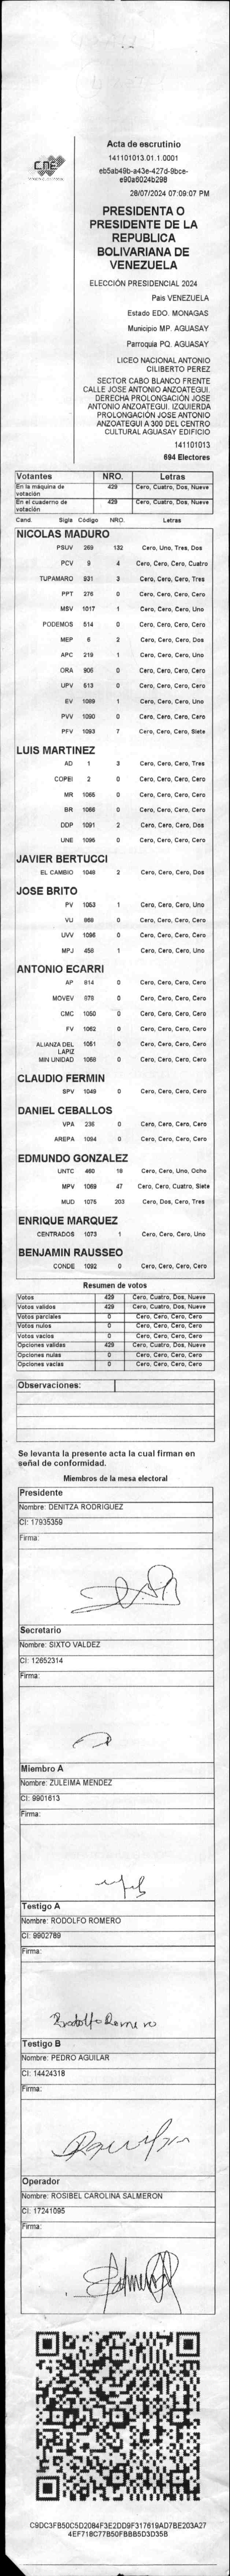 CNE
Acta de escrutinio
141101013.01.1.0001
eb5ab49b-a43e-427d-9bce-
e90a6024b298
28/07/2024 07:09:07 PM
PRESIDENTA O
PRESIDENTE DE LA
REPUBLICA
BOLIVARIANA DE
VENEZUELA
ELECCIÓN PRESIDENCIAL 2024
Pais VENEZUELA
Estado EDO. MONAGAS
Municipio MP. AGUASAY
Parroquia PQ. AGUASAY
LICEO NACIONAL ANTONIO
CILIBERTO PEREZ
SECTOR CABO BLANCO FRENTE
CALLE JOSE ANTONIO ANZOATEGUI.
DERECHA PROLONGACIÓN JOSE
ANTONIO ANZOATEGUI. IZQUIERDA
PROLONGACIÓN JOSE ANTONIO
ANZOATEGUI A 300 DEL CENTRO
CULTURAL AGUASAY EDIFICIO
141101013
694 Electores
Votantes NRO. Letras
En la máquina de votación 429 Cero, Cuatro, Dos, Nueve
En el cuaderno de votación 429 Cero, Cuatro, Dos, Nueve
Cand. Sigla Código NRO. Letras
NICOLAS MADURO
PSUV 269 132 Cero, Uno, Tres, Dos
PCV 9 4 Cero, Cero, Cero, Cuatro
TUPAMARO 931 3 Cero, Cero, Cero, Tres
PPT 276 0 Cero, Cero, Cero, Cero
MSV 1017 1 Cero, Cero, Cero, Uno
PODEMOS 514 0 Cero, Cero, Cero, Cero
MEP 6 2 Cero, Cero, Cero, Dos
APC 219 1 Cero, Cero, Cero, Uno
ORA 906 0 Cero, Cero, Cero, Cero
UPV 513 0 Cero, Cero, Cero, Cero
EV 1089 1 Cero, Cero, Cero, Uno
PVV 1090 0 Cero, Cero, Cero, Cero
PFV 1093 7 Cero, Cero, Cero, Siete
LUIS MARTINEZ
AD 1 3 Cero, Cero, Cero, Tres
COPEI 2 0 Cero, Cero, Cero, Cero
MR 1065 0 Cero, Cero, Cero, Cero
BR 1086 0 Cero, Cero, Cero, Cero
DDP 1091 2 Cero, Cero, Cero, Dos
UNE 1095 0 Cero, Cero, Cero, Cero
JAVIER BERTUCCI
EL CAMBIO 1048 2 Cero, Cero, Cero, Dos
JOSE BRITO
PV 1053 1 Cero, Cero, Cero, Uno
VU 868 0 Cero, Cero, Cero, Cero
UVV 1096 0 Cero, Cero, Cero, Cero
MPJ 458 1 Cero, Cero, Cero, Uno
ANTONIO ECARRI
AP 814 0 Cero, Cero, Cero, Cero
MOVEV 878 0 Cero, Cero, Cero, Cero
CMC 1050 0 Cero, Cero, Cero, Cero
FV 1062 0 Cero, Cero, Cero, Cero
ALIANZA DEL LAPIZ 1051 0 Cero, Cero, Cero, Cero
MIN UNIDAD 1068 0 Cero, Cero, Cero, Cero
CLAUDIO FERMIN
SPV 1049 0 Cero, Cero, Cero, Cero
DANIEL CEBALLOS
VPA 236 0 Cero, Cero, Cero, Cero
AREPA 1094 0 Cero, Cero, Cero, Cero
EDMUNDO GONZALEZ
UNTC 460 18 Cero, Cero, Uno, Ocho
MPV 1069 47 Cero, Cero, Cuatro, Siete
MUD 1075 203 Cero, Dos, Cero, Tres
ENRIQUE MARQUEZ
CENTRADOS 1073 1 Cero, Cero, Cero, Uno
BENJAMIN RAUSSEO
CONDE 1092 0 Cero, Cero, Cero, Cero
Resumen de votos
Votos 429 Cero, Cuatro, Dos, Nueve
Votos validos 429 Cero, Cuatro, Dos, Nueve
Votos parciales 0 Cero, Cero, Cero, Cero
Votos nulos 0 Cero, Cero, Cero, Cero
Votos vacios 0 Cero, Cero, Cero, Cero
Opciones validas 429 Cero, Cuatro, Dos, Nueve
Opciones nulas 0 Cero, Cero, Cero, Cero
Opciones vacias 0 Cero, Cero, Cero, Cero
Observaciones:
Se levanta la presente acta la cual firman en
señal de conformidad.
Miembros de la mesa electoral
Presidente
Nombre: DENITZA RODRIGUEZ
CI: 17935359
Firma:
Secretario
Nombre: SIXTO VALDEZ
CI: 12652314
Firma:
Miembro A
Nombre: ZULEIMA MENDEZ
CI: 9901613
Firma:
Testigo A
Nombre: RODOLFO ROMERO
CI: 9902789
Firma:
Rodolfo Romero
Testigo B
Nombre: PEDRO AGUILAR
CI: 14424318
Firma:
Operador
Nombre: ROSIBEL CAROLINA SALMERON
CI: 17241095
Firma:
C9DC3FB50C5D2084F3E2DD9F317619AD7BE203A27
4EF718C77B50FBBB5D3D35B